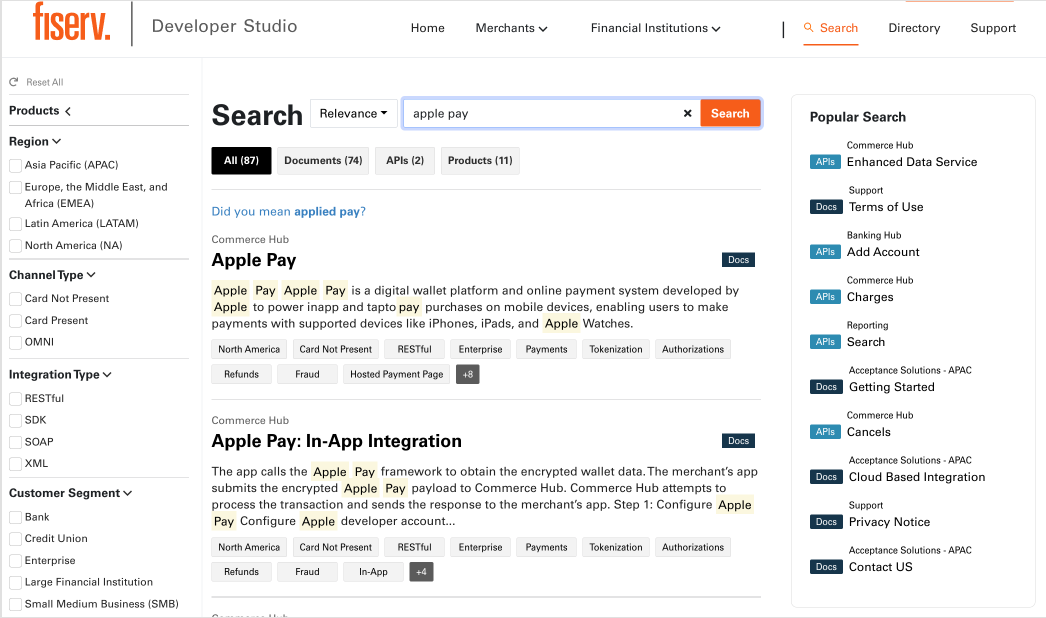 fiserv.
Developer Studio
Home
Merchants
Financial Institutions
Search
Directory
Support
Reset All
Products
Region
Asia Pacific (APAC)
Europe, the Middle East, and
Africa (EMEA)
Latin America (LATAM)
North America (NA)
Channel Type
Card Not Present
Card Present
OMNI
Integration Type
RESTful
SDK
SOAP
XML
Customer Segment
Bank
Credit Union
Enterprise
Large Financial Institution
Small Medium Business (SMB)
Search
Relevance
apple pay
Search
All (87)
Documents (74)
APIs (2)
Products (11)
Did you mean applied pay?
Commerce Hub
Apple Pay
Docs
Apple Pay Apple Pay is a digital wallet platform and online payment system developed by
Apple to power inapp and tapto pay purchases on mobile devices, enabling users to make
payments with supported devices like iPhones, iPads, and Apple Watches.
North America
Card Not Present
RESTful
Enterprise
Payments
Tokenization
Authorizations
Refunds
Fraud
Hosted Payment Page
+8
Commerce Hub
Apple Pay: In-App Integration
Docs
The app calls the Apple Pay framework to obtain the encrypted wallet data. The merchant's app
submits the encrypted Apple Pay payload to Commerce Hub. Commerce Hub attempts to
process the transaction and sends the response to the merchant's app. Step 1: Configure Apple
Pay Configure Apple developer account...
North America
Card Not Present
RESTful
Enterprise
Payments
Tokenization
Authorizations
Refunds
Fraud
In-App
+4
Commerce Hub
Popular Search
Commerce Hub
APIs Enhanced Data Service
Support
Docs Terms of Use
Banking Hub
APIs Add Account
Commerce Hub
APIs Charges
Reporting
APIs Search
Acceptance Solutions - APAC
Docs Getting Started
Commerce Hub
APIs Cancels
Acceptance Solutions - APAC
Docs Cloud Based Integration
Support
Docs Privacy Notice
Acceptance Solutions - APAC
Docs Contact US